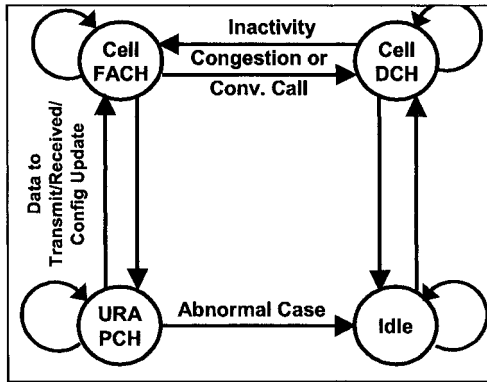 Inactivity
Cell
FACH
Congestion or
Conv. Call
Cell
DCH
Data to
Transmit/Received/
Config Update
URA
PCH
Abnormal Case
Idle